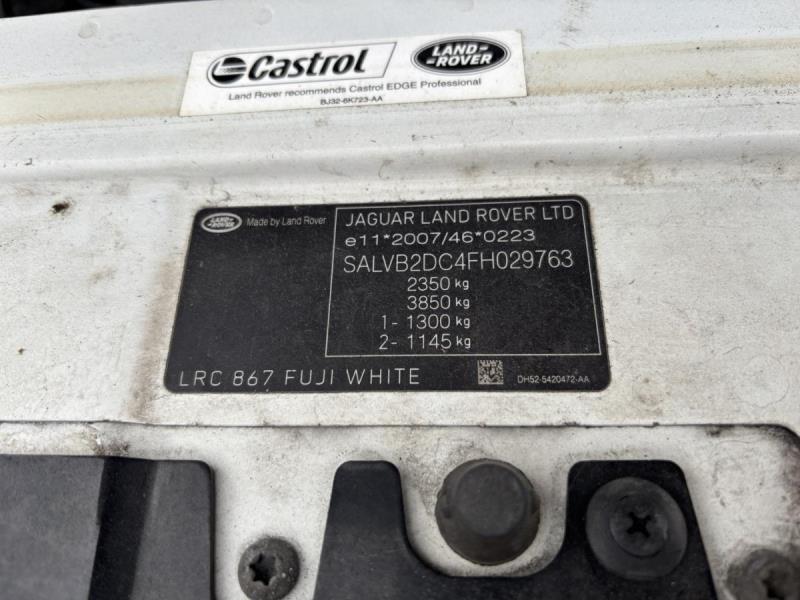 Castrol LAND ROVER
Land Rover recommends Castrol EDGE Professional
BJ32-6K723-AA
LAND ROVER Made by Land Rover
JAGUAR LAND ROVER LTD
e11*2007/46*0223
SALVB2DC4FH029763
2350 kg
3850 kg
1- 1300 kg
2- 1145 kg
LRC 867 FUJI WHITE
DH52-5420472-AA